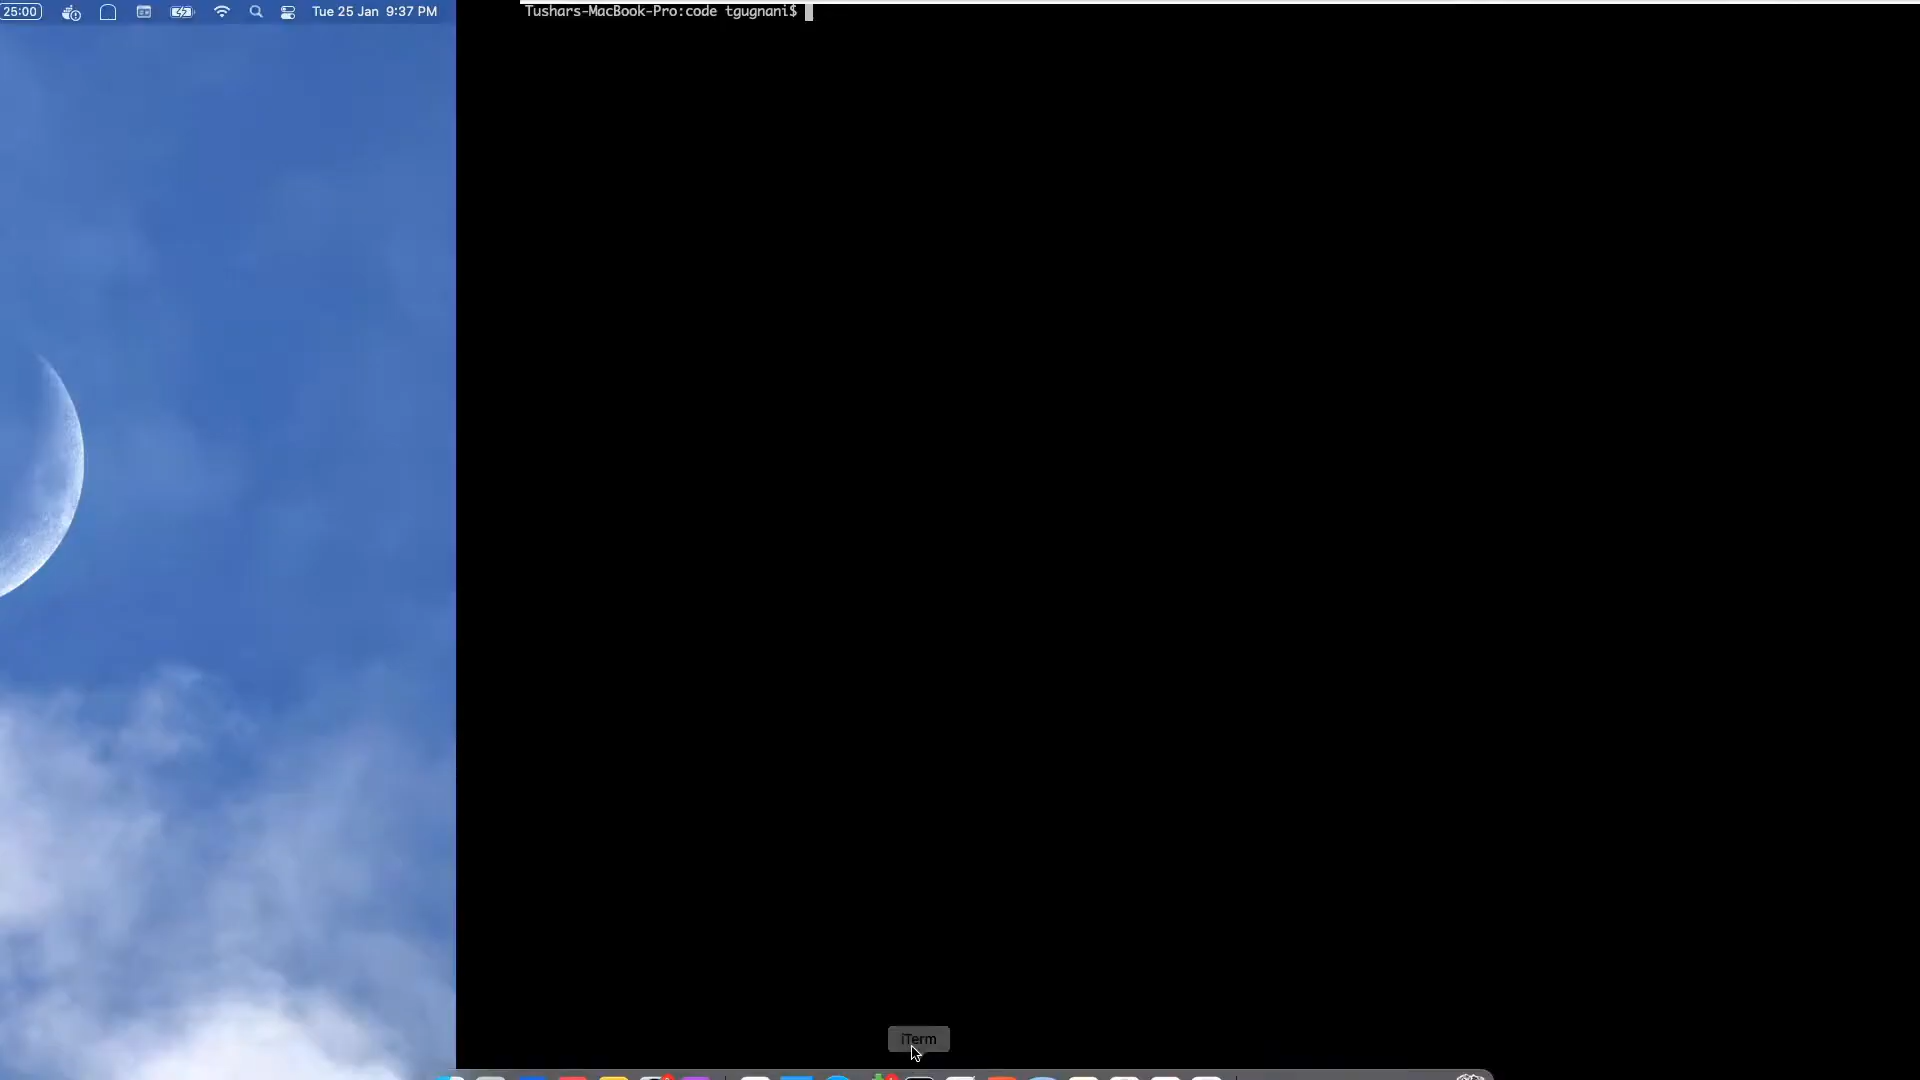 25:00 Tue 25 Jan 9:37 PM
Tushars-MacBook-Pro:code tgugnani$
iTerm